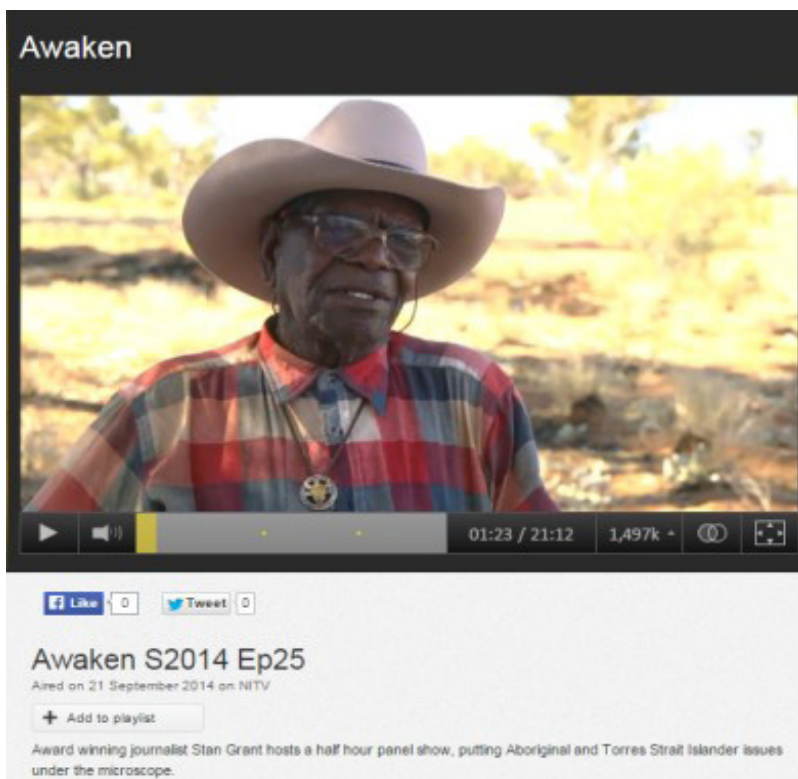 Awaken
01:23 / 21:12 1,497k
Like 0 Tweet 0
Awaken S2014 Ep25
Aired on 21 September 2014 on NITV
+ Add to playlist
Award winning journalist Stan Grant hosts a half hour panel show, putting Aboriginal and Torres Strait Islander issues
under the microscope.